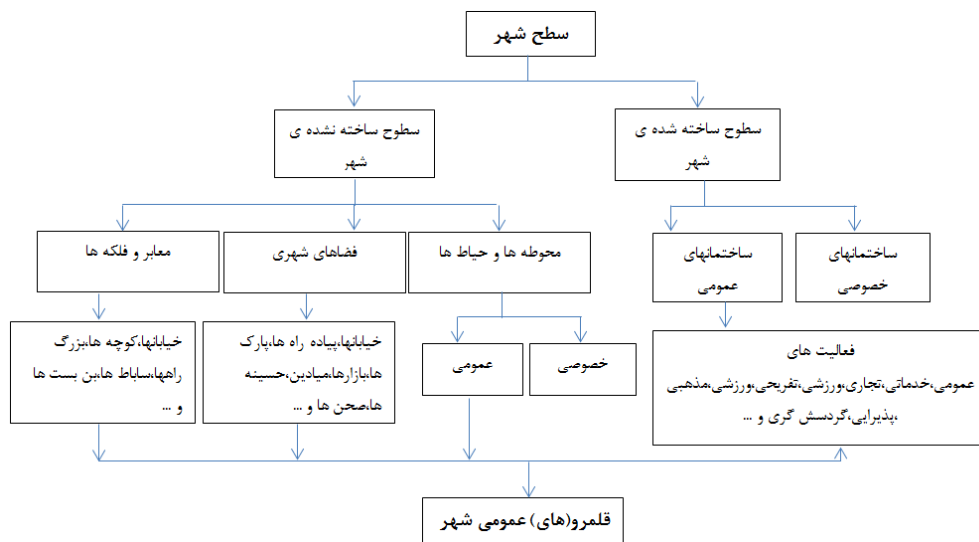 سطح شهر
سطوح ساخته شده ی
شهر
سطوح ساخته نشده ی
شهر
ساختمانهای
خصوصی
ساختمانهای
عمومی
محوطه ها و حیاط ها
فضاهای شهری
معابر و فلکه ها
فعالیت های
عمومی،خدماتی،تجاری،ورزشی،تفریحی،ورزشی،مذهبی
،پذیرایی،گردسش گری و ...
خصوصی
عمومی
خیابانها،پیاده راه ها،پارک
ها،بازارها،میادین،حسینه
ها،صحن ها و ...
خیابانها،کوچه ها،بزرگ
راهها،ساباط ها،بن بست ها
و ...
قلمرو(های) عمومی شهر